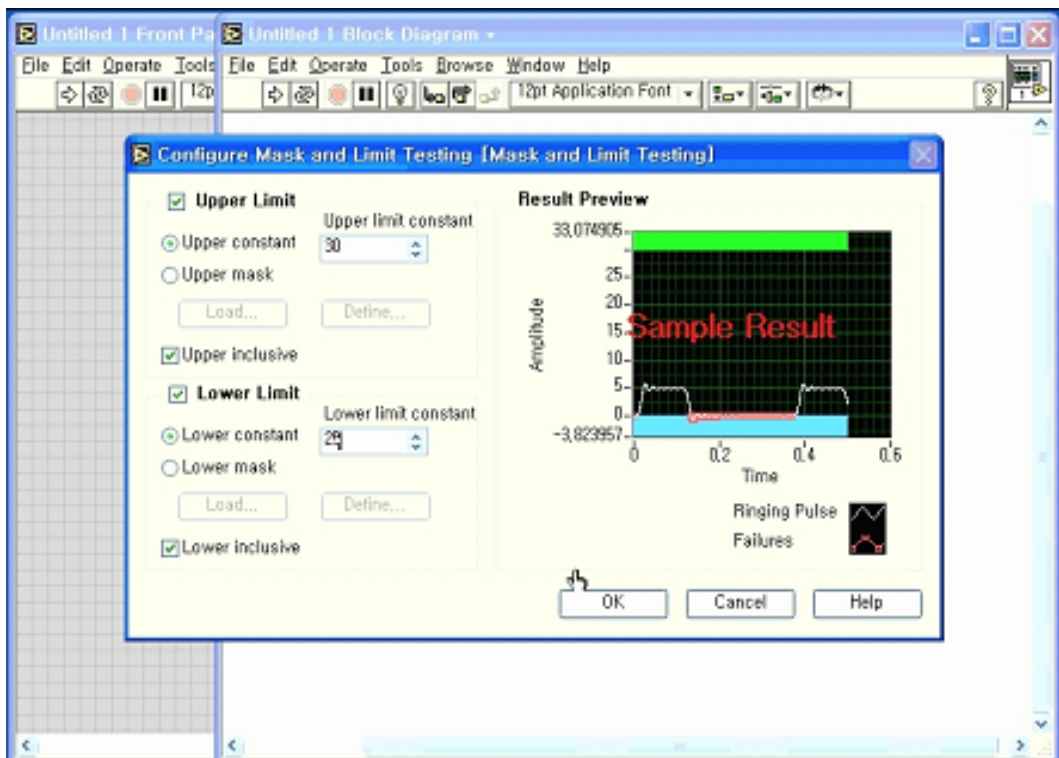 Untitled 1 Front Pa
Untitled 1 Block Diagram
File Edit Operate Tools
File Edit Operate Tools Browse Window Help
12p
12pt Application Font
Configure Mask and Limit Testing [Mask and Limit Testing]
Upper Limit
Upper limit constant
Upper constant
30
Upper mask
Load...
Define...
Upper inclusive
Lower Limit
Lower limit constant
Lower constant
Lower mask
Load...
Define...
Lower inclusive
Result Preview
33,074905
25
20
15
10
5
0
-3,823957
Amplitude
Sample Result
0
0,2
0,4
0,6
Time
Ringing Pulse
Failures
OK
Cancel
Help